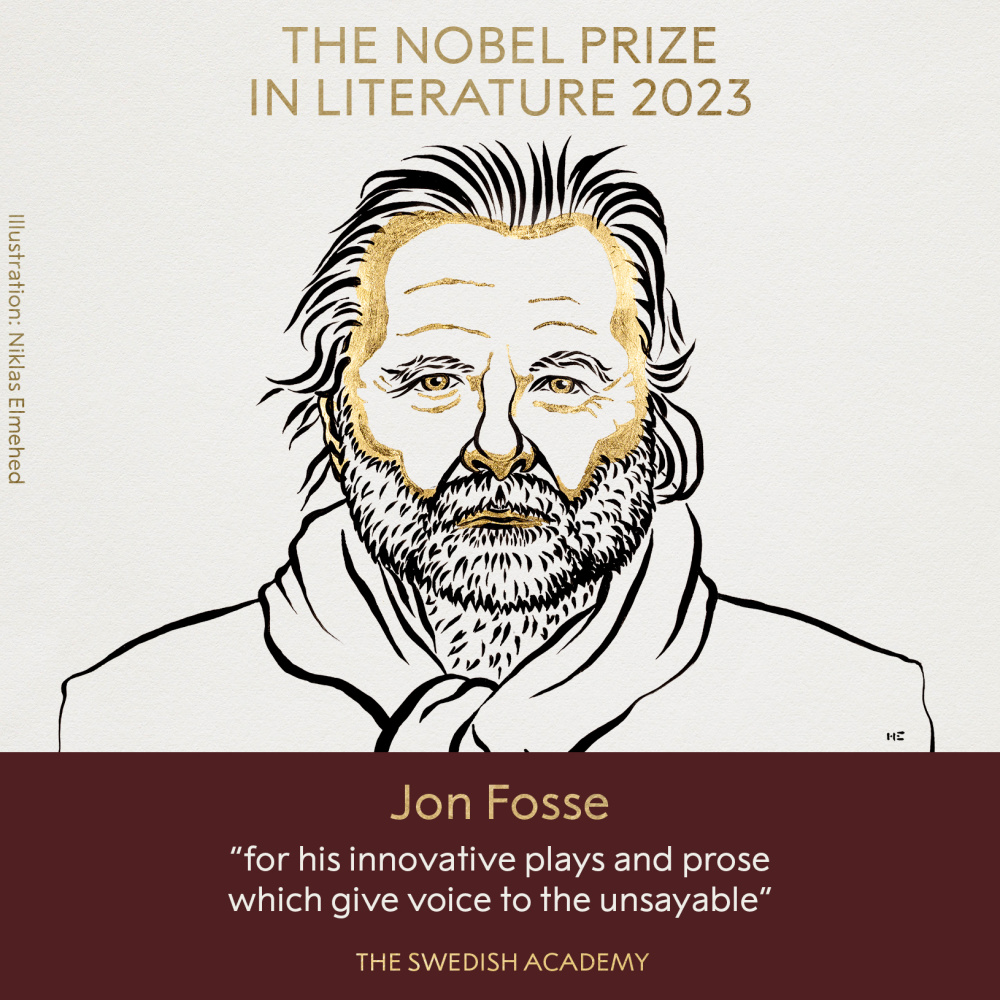 THE NOBEL PRIZE
IN LITERATURE 2023
Illustration: Niklas Elmehed
Jon Fosse
“for his innovative plays and prose
which give voice to the unsayable”
THE SWEDISH ACADEMY